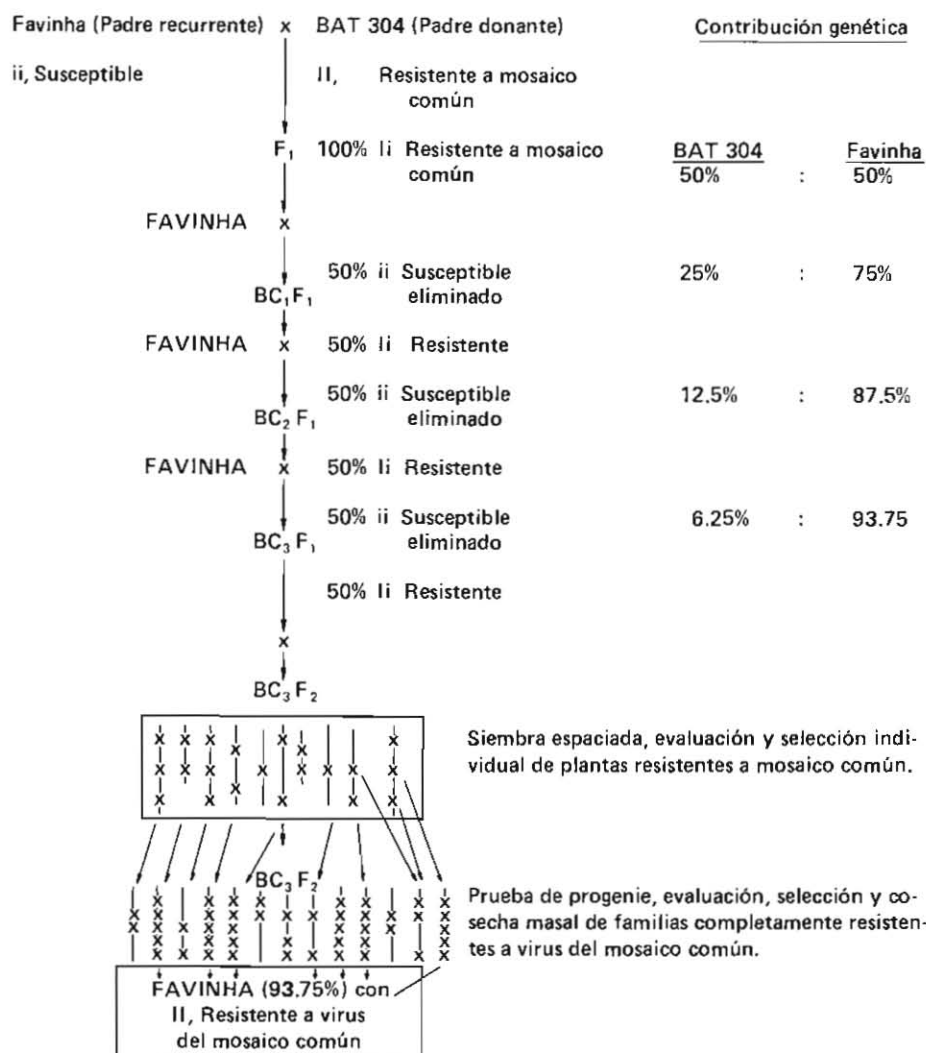 Favinha (Padre recurrente) x BAT 304 (Padre donante) Contribución genética
ii, Susceptible II, Resistente a mosaico
común
F1 100% Ii Resistente a mosaico BAT 304 Favinha
común 50% : 50%
FAVINHA x
50% ii Susceptible 25% : 75%
BC1F1 eliminado
FAVINHA x 50% Ii Resistente
50% ii Susceptible 12.5% : 87.5%
BC2F1 eliminado
FAVINHA x 50% Ii Resistente
50% ii Susceptible 6.25% : 93.75
BC3F1 eliminado
50% Ii Resistente
x
BC3F2
Siembra espaciada, evaluación y selección indi-
vidual de plantas resistentes a mosaico común.
BC3F2
Prueba de progenie, evaluación, selección y co-
secha masal de familias completamente resisten-
tes a virus del mosaico común.
FAVINHA (93.75%) con
II, Resistente a virus
del mosaico común